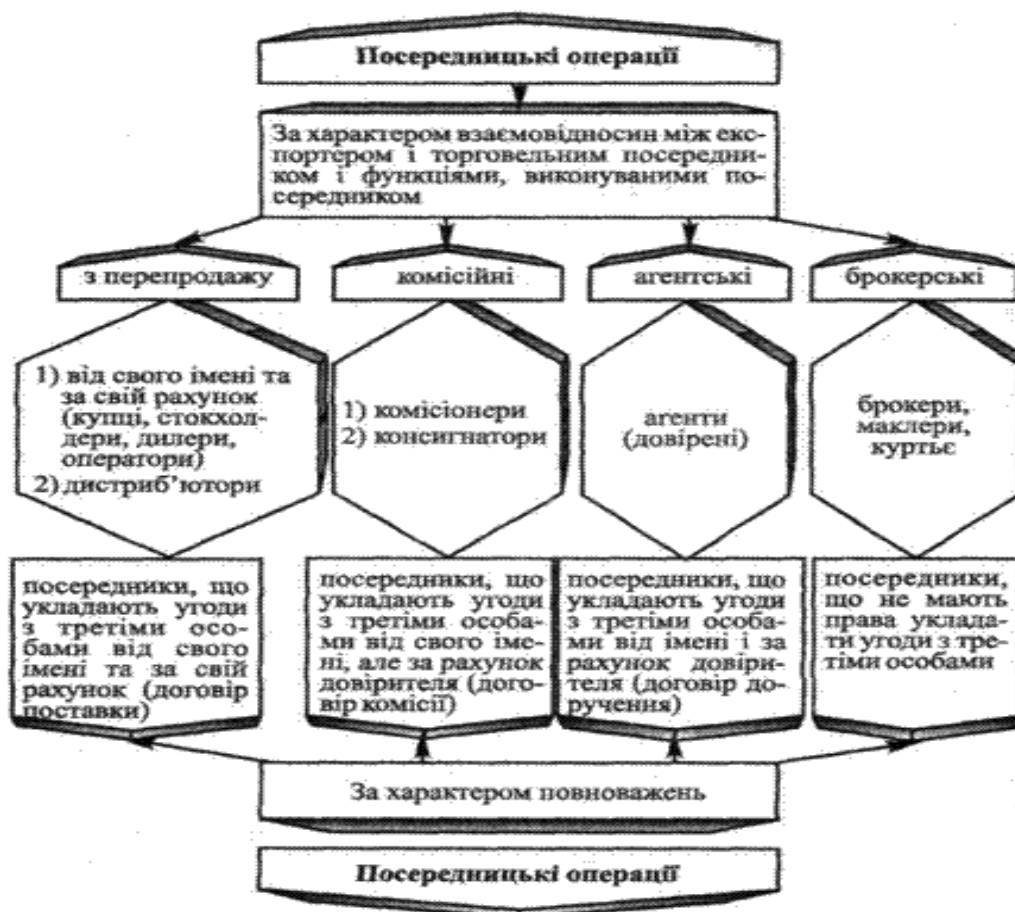 Посередницькі операції
За характером взаємовідносин між екс-
портером і торговельним посередни-
ком і функціями, виконуваними по-
середником
з перепродажу
комісійні
агентські
брокерські
1) від свого імені та
за свій рахунок
(купці, стокхол-
дери, дилери,
оператори)
2) дистриб’ютори
1) комісіонери
2) консигнатори
агенти
(довірені)
брокери,
маклери,
куртьє
посередники, що
укладають угоди
з третіми осо-
бами від свого
імені та за свій
рахунок (договір
поставки)
посередники, що
укладають угоди
з третіми особа-
ми від свого іме-
ні, але за рахунок
довірителя (дого-
вір комісії)
посередники, що
укладають угоди
з третіми особа-
ми від імені і за
рахунок довіри-
теля (договір до-
ручення)
посередники,
що не мають
права уклада-
ти угоди з тре-
тіми особами
За характером повноважень
Посередницькі операції